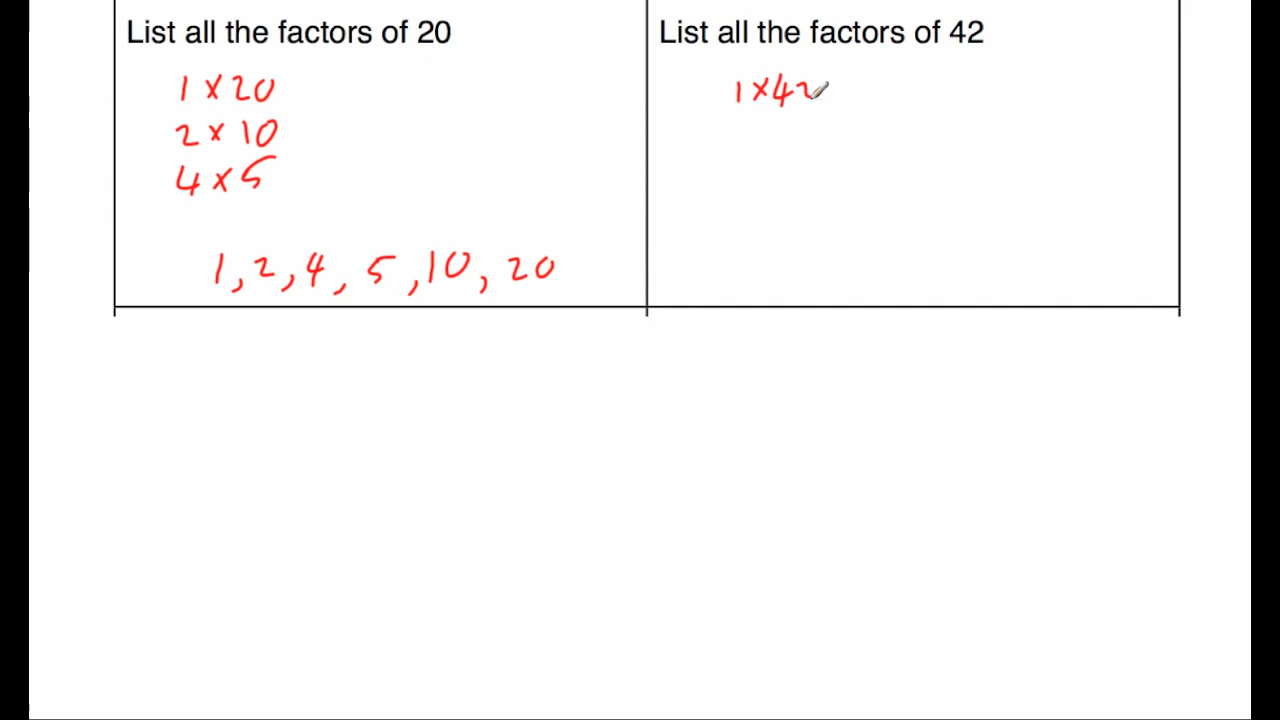 List all the factors of 20
1 × 20
2 × 10
4 × 5
1, 2, 4, 5, 10, 20
List all the factors of 42
1 × 42